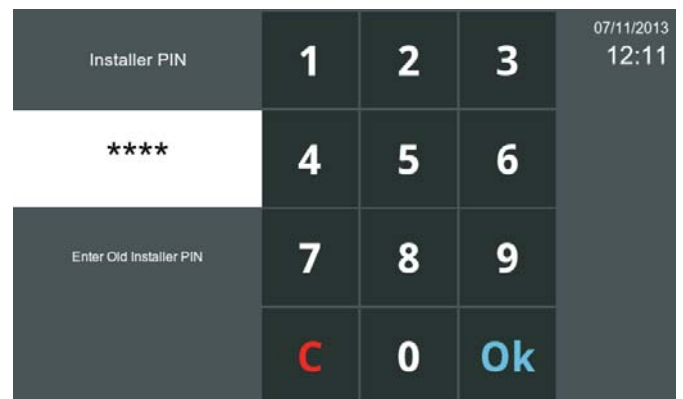 Installer PIN
1 2 3
07/11/2013
12:11
****
4 5 6
Enter Old Installer PIN
7 8 9
C 0 Ok